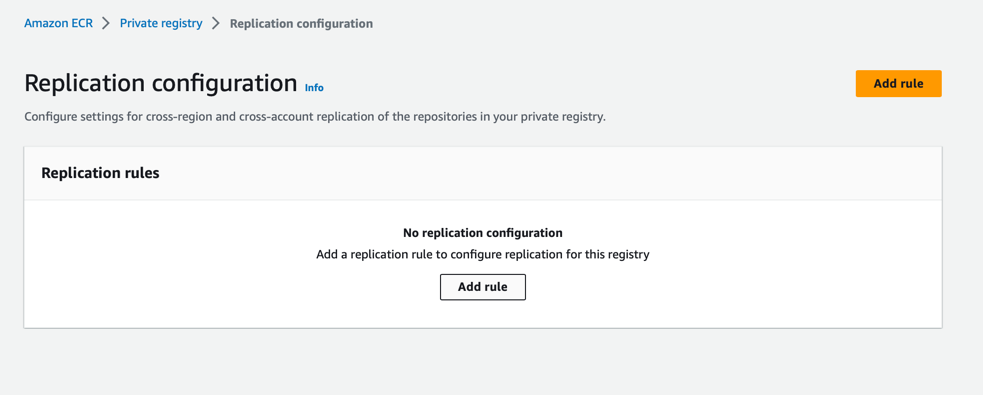 Amazon ECR > Private registry > Replication configuration
Replication configuration Info
Add rule
Configure settings for cross-region and cross-account replication of the repositories in your private registry.
Replication rules
No replication configuration
Add a replication rule to configure replication for this registry
Add rule